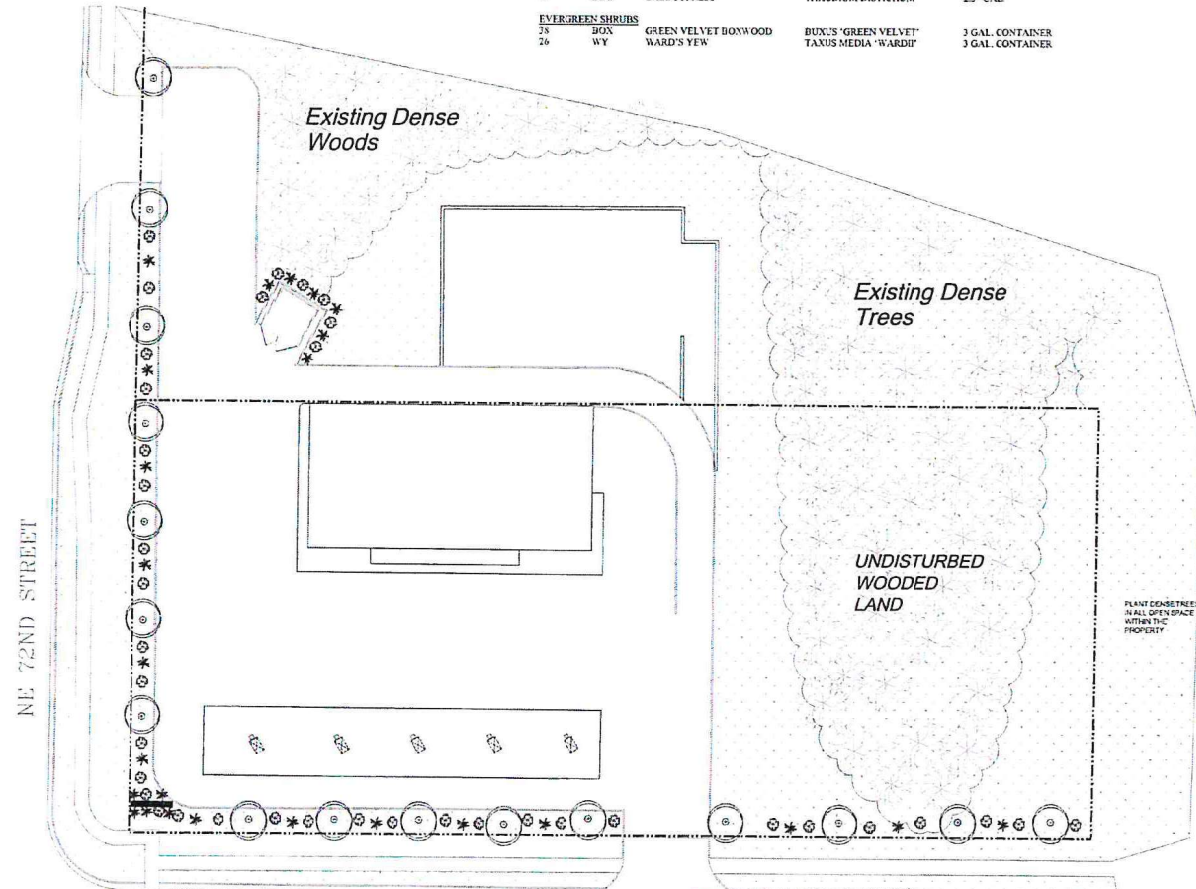 EVERGREEN SHRUBS
38 BOX GREEN VELVET BOXWOOD BUXUS 'GREEN VELVET' 3 GAL. CONTAINER
26 WY WARD'S YEW TAXUS MEDIA 'WARDII' 3 GAL. CONTAINER
Existing Dense
Woods
Existing Dense
Trees
UNDISTURBED
WOODED
LAND
PLANT DENSE TREES
IN ALL OPEN SPACE
WITHIN THE
PROPERTY
NE 72ND STREET